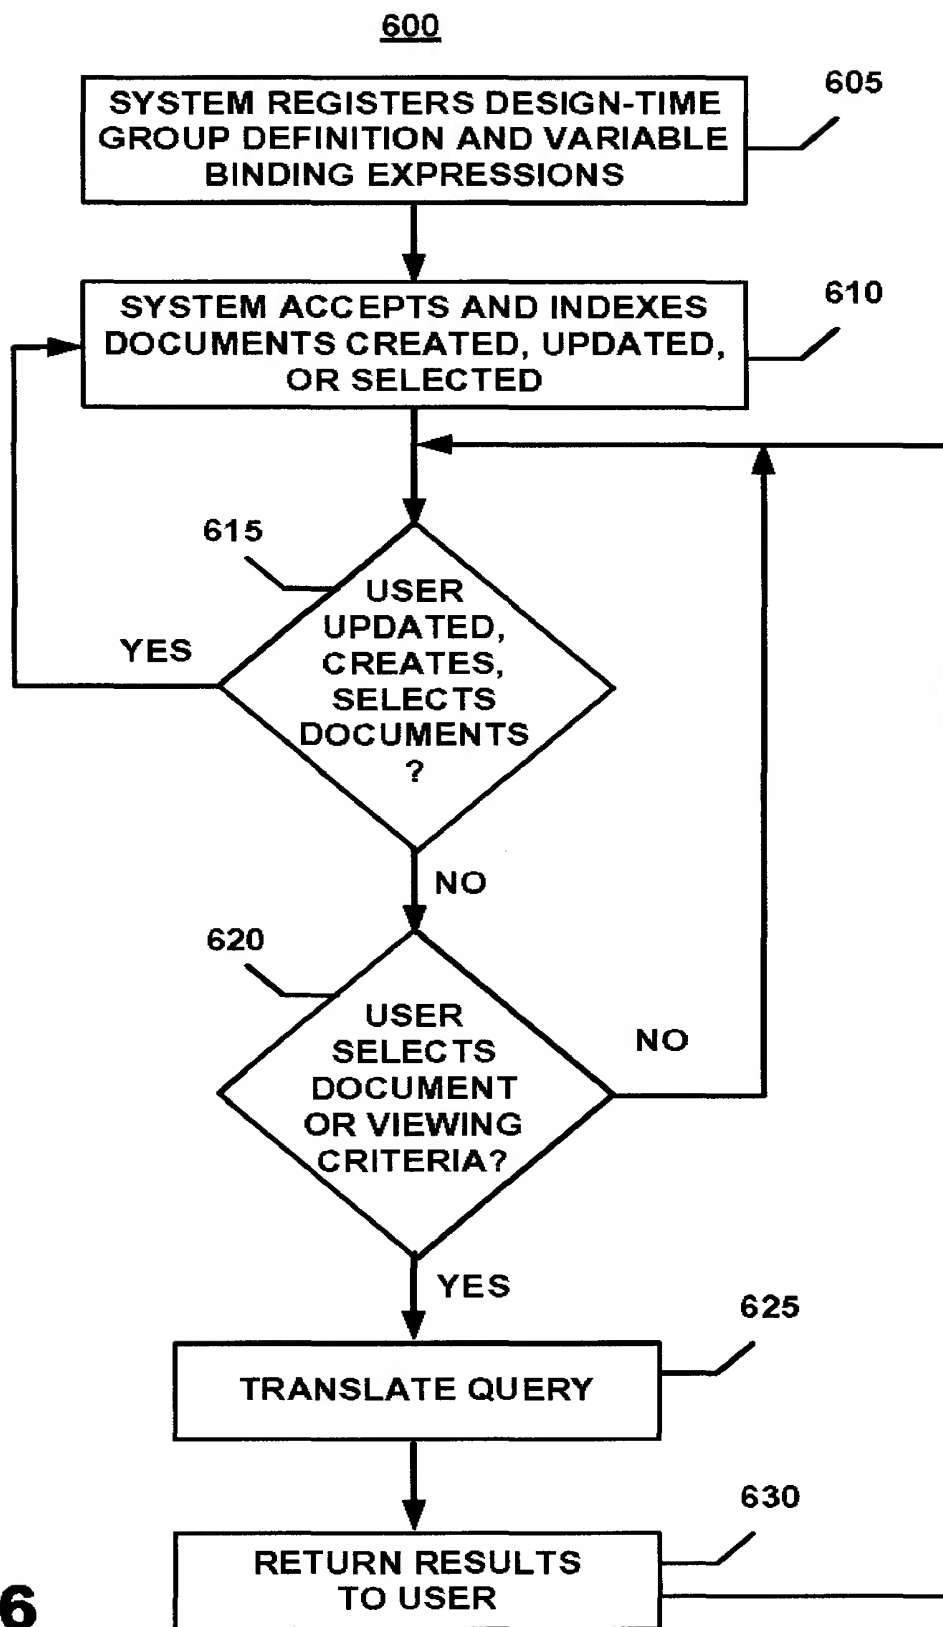 600
605
SYSTEM REGISTERS DESIGN-TIME
GROUP DEFINITION AND VARIABLE
BINDING EXPRESSIONS
610
SYSTEM ACCEPTS AND INDEXES
DOCUMENTS CREATED, UPDATED,
OR SELECTED
615
USER
UPDATED,
CREATES,
SELECTS
DOCUMENTS
?
YES
NO
620
USER
SELECTS
DOCUMENT
OR VIEWING
CRITERIA?
NO
YES
625
TRANSLATE QUERY
630
RETURN RESULTS
TO USER
6